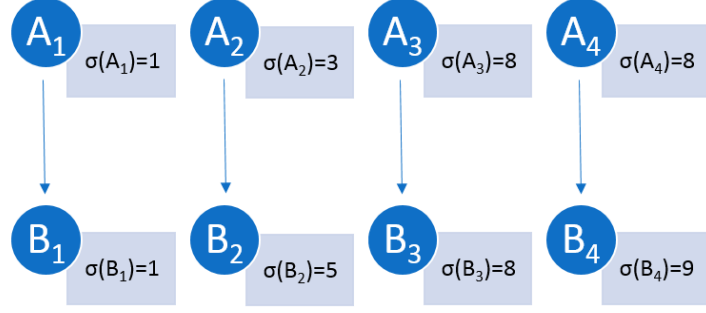 A₁ σ(A₁)=1
A₂ σ(A₂)=3
A₃ σ(A₃)=8
A₄ σ(A₄)=8
B₁ σ(B₁)=1
B₂ σ(B₂)=5
B₃ σ(B₃)=8
B₄ σ(B₄)=9